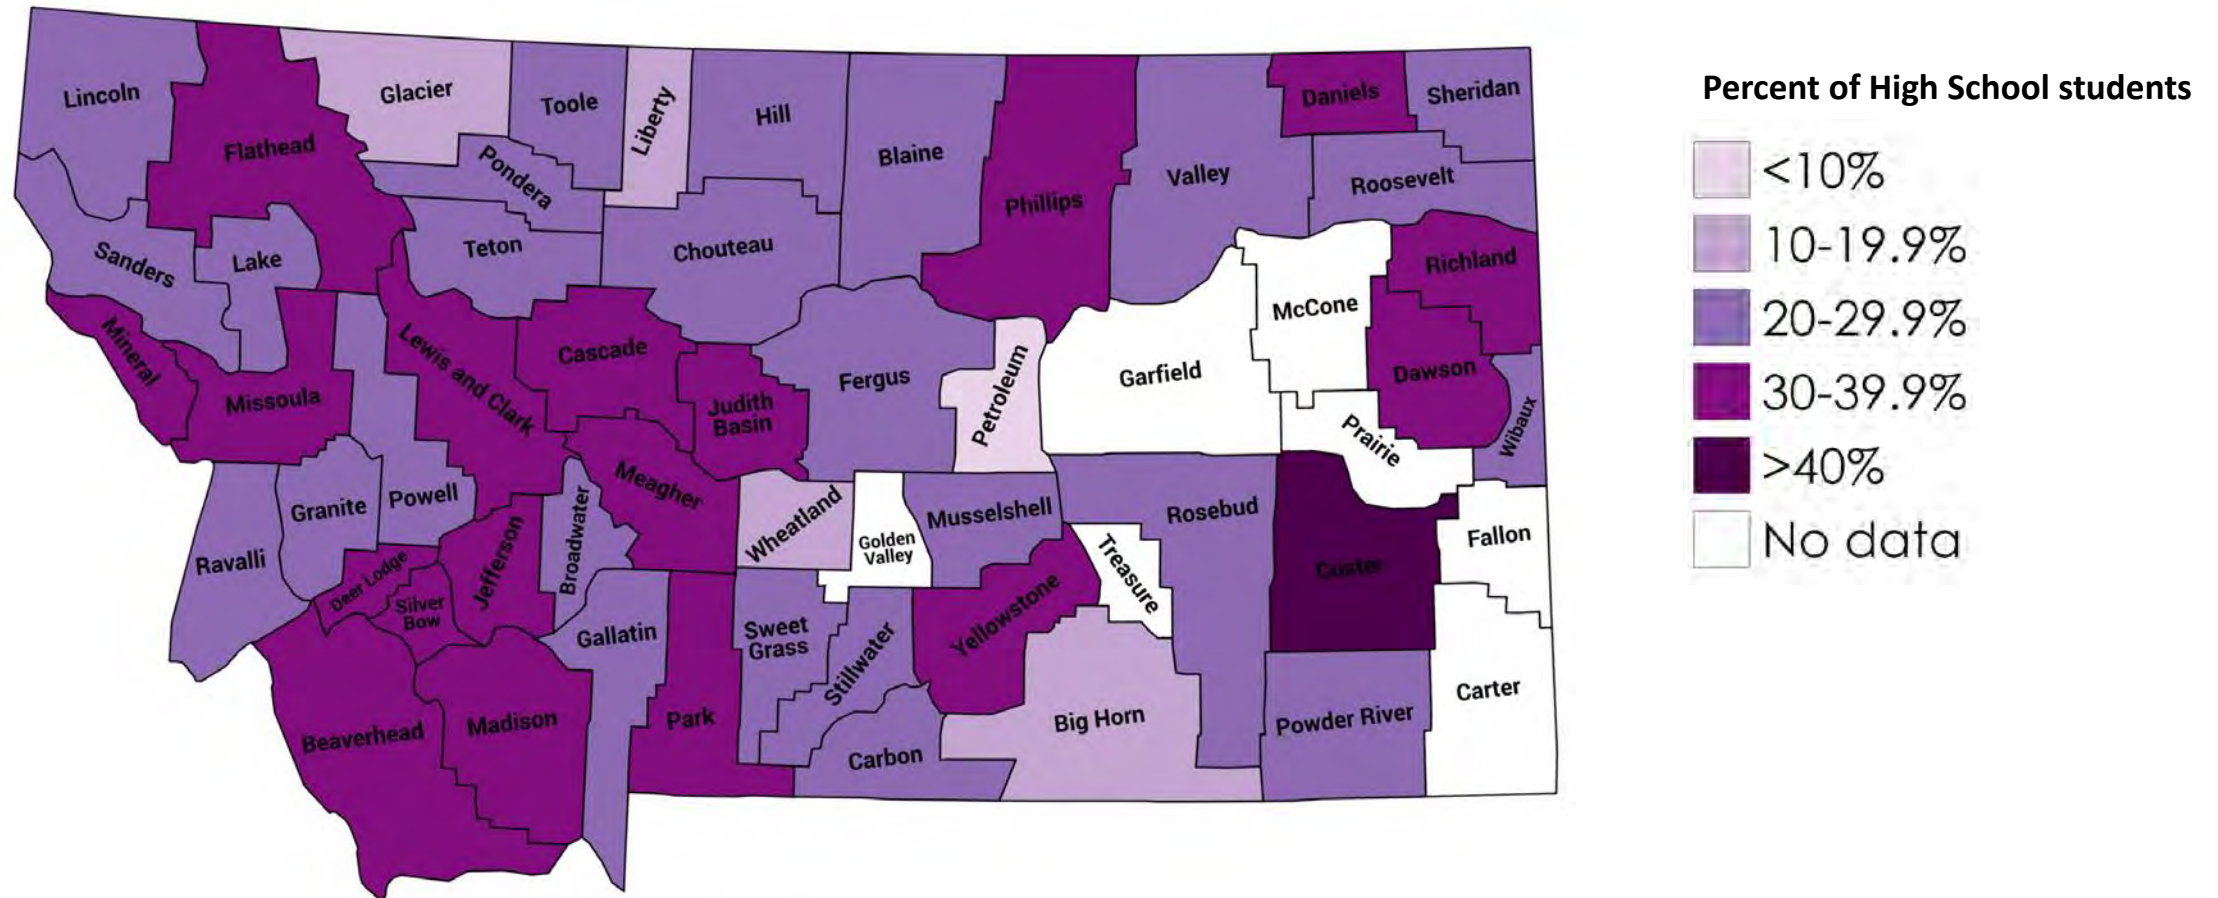 Percent of High School students
<10%
10-19.9%
20-29.9%
30-39.9%
>40%
No data
Lincoln
Flathead
Glacier
Toole
Liberty
Hill
Blaine
Phillips
Valley
Daniels
Sheridan
Roosevelt
Pondera
Sanders
Lake
Teton
Chouteau
Richland
McCone
Mineral
Missoula
Lewis and Clark
Cascade
Judith
Basin
Fergus
Petroleum
Garfield
Dawson
Prairie
Wibaux
Ravalli
Granite
Powell
Jefferson
Broadwater
Meagher
Wheatland
Golden
Valley
Musselshell
Rosebud
Treasure
Custer
Fallon
Deer Lodge
Silver
Bow
Gallatin
Sweet
Grass
Stillwater
Yellowstone
Beaverhead
Madison
Park
Carbon
Big Horn
Powder River
Carter